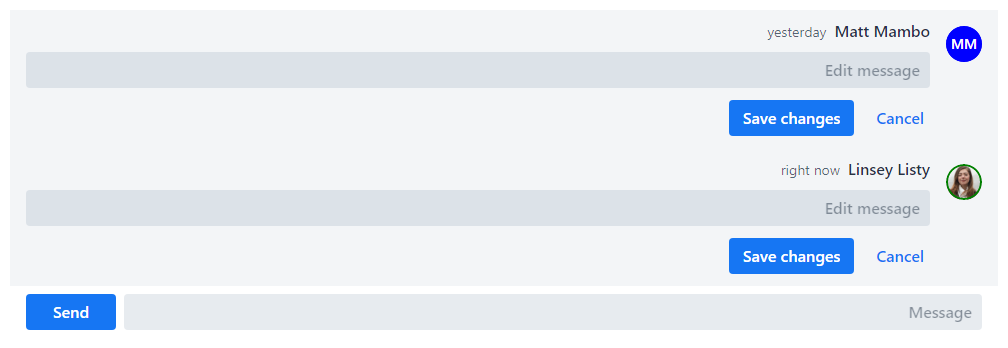 yesterday Matt Mambo MM
Edit message
Save changes Cancel
right now Linsey Listy
Edit message
Save changes Cancel
Send Message